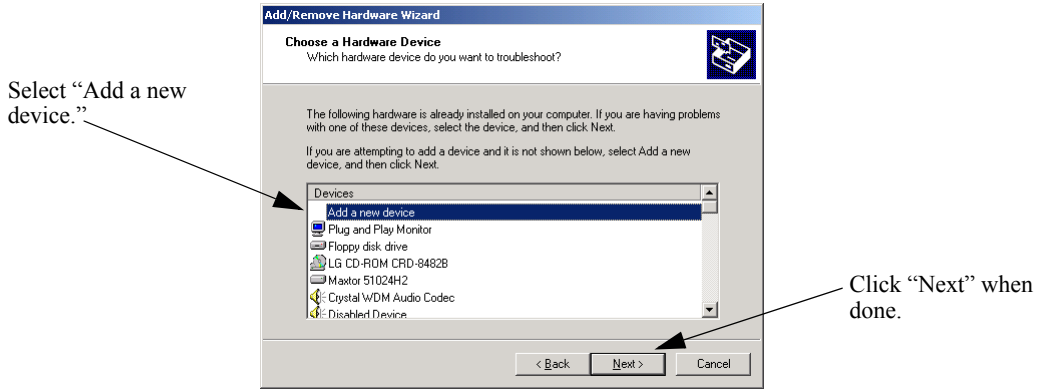 Add/Remove Hardware Wizard
Choose a Hardware Device
Which hardware device do you want to troubleshoot?
Select “Add a new
device.”
The following hardware is already installed on your computer. If you are having problems
with one of these devices, select the device, and then click Next.
If you are attempting to add a device and it is not shown below, select Add a new
device, and then click Next.
Devices
Add a new device
Plug and Play Monitor
Floppy disk drive
LG CD-ROM CRD-8482B
Maxtor 51024H2
Crystal WDM Audio Codec
Disabled Device
Click “Next” when
done.
< Back
Next >
Cancel